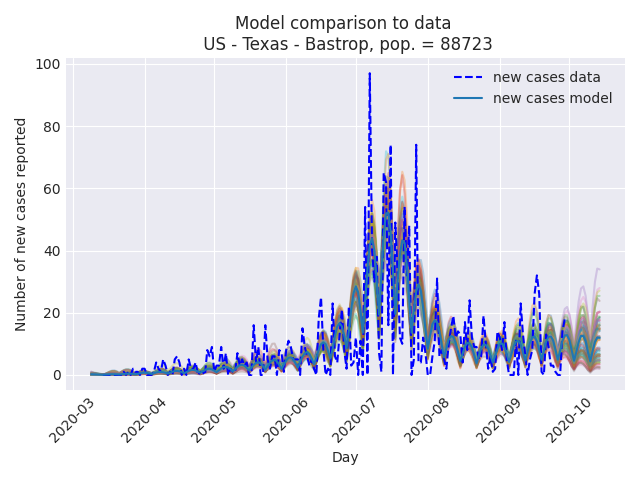 Model comparison to data
US - Texas - Bastrop, pop. = 88723
new cases data
new cases model
Number of new cases reported
100
80
60
40
20
0
2020-03
2020-04
2020-05
2020-06
2020-07
2020-08
2020-09
2020-10
Day